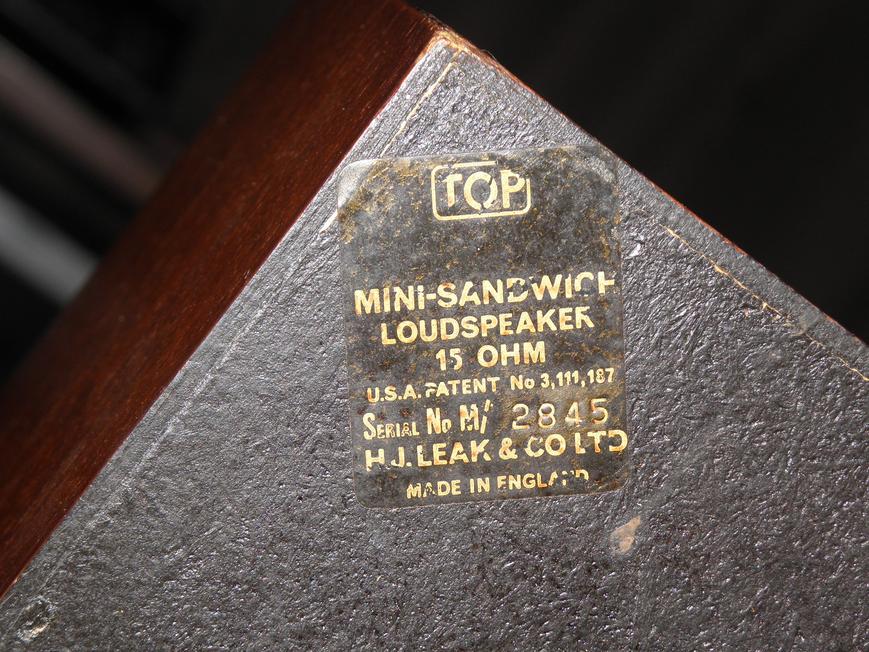 TOP
MINI-SANDWICH
LOUDSPEAKER
15 OHM
U.S.A. PATENT No 3,111,187
SERIAL No M/ 2845
H.J. LEAK & CO LTD
MADE IN ENGLAND